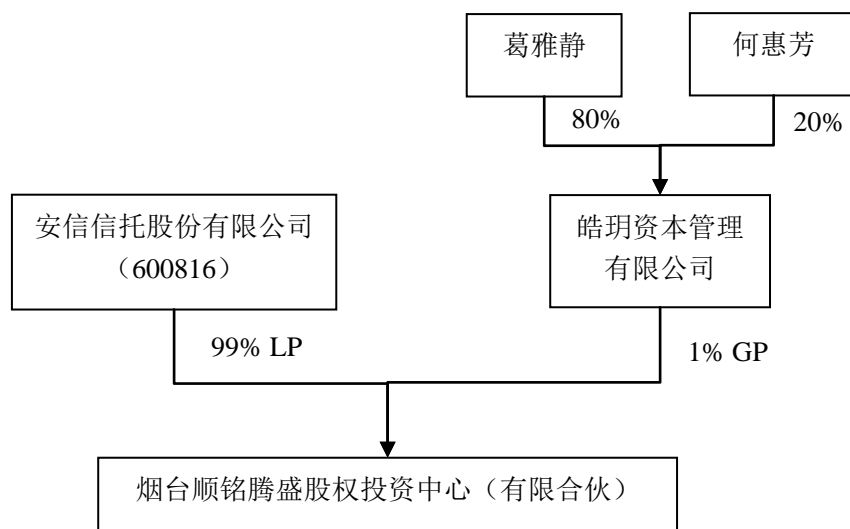 葛雅静
何惠芳
80%
20%
安信信托股份有限公司
（600816）
皓玥资本管理
有限公司
99% LP
1% GP
烟台顺铭腾盛股权投资中心（有限合伙）